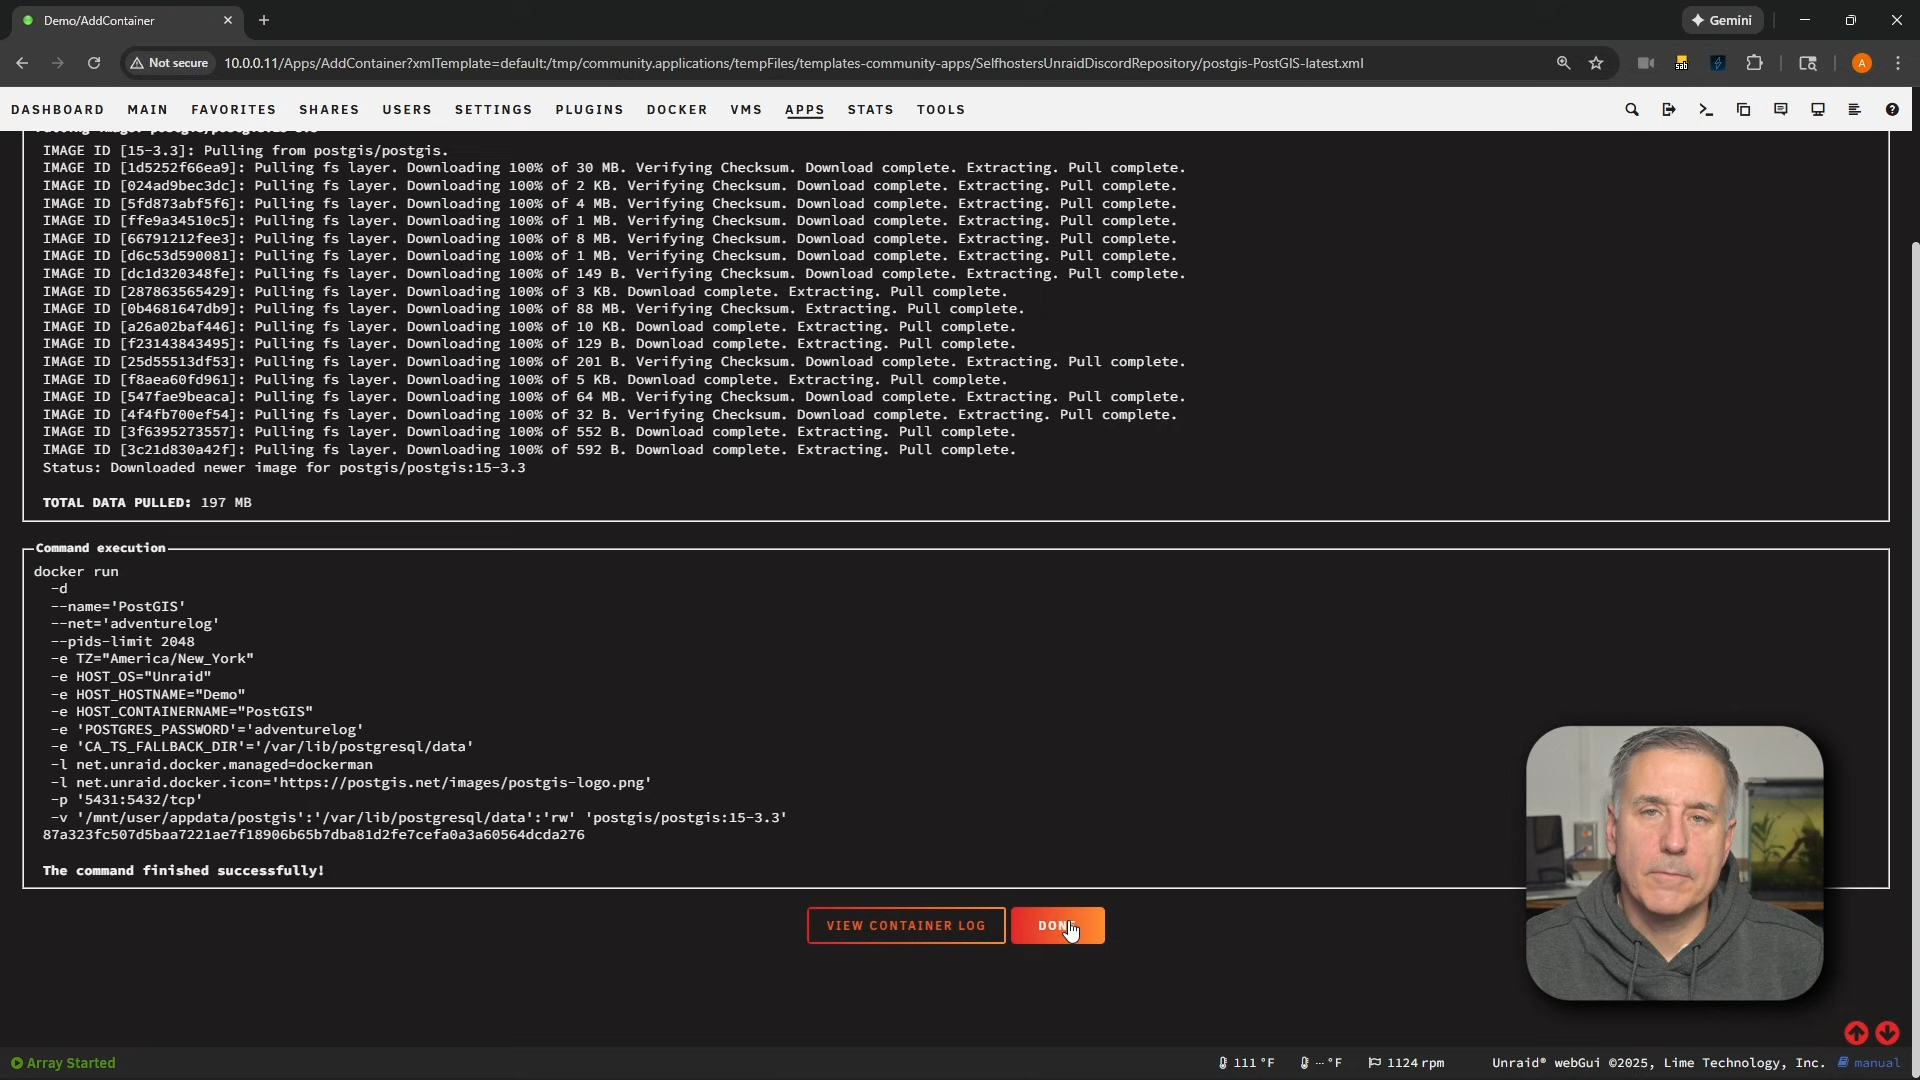 Demo/AddContainer
Gemini
Not secure
10.0.0.11/Apps/AddContainer?xmlTemplate=default:/tmp/community.applications/tempFiles/templates-community-apps/SelfhostersUnraidDiscordRepository/postgis-PostGIS-latest.xml
sab
A
DASHBOARD MAIN FAVORITES SHARES USERS SETTINGS PLUGINS DOCKER VMS APPS STATS TOOLS
IMAGE ID [15-3.3]: Pulling from postgis/postgis.
IMAGE ID [1d5252f66ea9]: Pulling fs layer. Downloading 100% of 30 MB. Verifying Checksum. Download complete. Extracting. Pull complete.
IMAGE ID [024ad9bec3dc]: Pulling fs layer. Downloading 100% of 2 KB. Verifying Checksum. Download complete. Extracting. Pull complete.
IMAGE ID [5fd873abf5f6]: Pulling fs layer. Downloading 100% of 4 MB. Verifying Checksum. Download complete. Extracting. Pull complete.
IMAGE ID [ffe9a34510c5]: Pulling fs layer. Downloading 100% of 1 MB. Verifying Checksum. Download complete. Extracting. Pull complete.
IMAGE ID [66791212fee3]: Pulling fs layer. Downloading 100% of 8 MB. Verifying Checksum. Download complete. Extracting. Pull complete.
IMAGE ID [d6c53d590081]: Pulling fs layer. Downloading 100% of 1 MB. Verifying Checksum. Download complete. Extracting. Pull complete.
IMAGE ID [dc1d320348fe]: Pulling fs layer. Downloading 100% of 149 B. Verifying Checksum. Download complete. Extracting. Pull complete.
IMAGE ID [287863565429]: Pulling fs layer. Downloading 100% of 3 KB. Download complete. Extracting. Pull complete.
IMAGE ID [0b4681647db9]: Pulling fs layer. Downloading 100% of 88 MB. Verifying Checksum. Extracting. Pull complete.
IMAGE ID [a26a02baf446]: Pulling fs layer. Downloading 100% of 10 KB. Download complete. Extracting. Pull complete.
IMAGE ID [f23143843495]: Pulling fs layer. Downloading 100% of 129 B. Download complete. Extracting. Pull complete.
IMAGE ID [25d55513df53]: Pulling fs layer. Downloading 100% of 201 B. Verifying Checksum. Download complete. Extracting. Pull complete.
IMAGE ID [f8aea60fd961]: Pulling fs layer. Downloading 100% of 5 KB. Download complete. Extracting. Pull complete.
IMAGE ID [547fae9beaca]: Pulling fs layer. Downloading 100% of 64 MB. Verifying Checksum. Download complete. Extracting. Pull complete.
IMAGE ID [4f4fb700ef54]: Pulling fs layer. Downloading 100% of 32 B. Verifying Checksum. Download complete. Extracting. Pull complete.
IMAGE ID [3f6395273557]: Pulling fs layer. Downloading 100% of 552 B. Download complete. Extracting. Pull complete.
IMAGE ID [3c21d830a42f]: Pulling fs layer. Downloading 100% of 592 B. Download complete. Extracting. Pull complete.
Status: Downloaded newer image for postgis/postgis:15-3.3
TOTAL DATA PULLED: 197 MB
Command execution
docker run
-d
--name='PostGIS'
--net='adventurelog'
--pids-limit 2048
-e TZ="America/New_York"
-e HOST_OS="Unraid"
-e HOST_HOSTNAME="Demo"
-e HOST_CONTAINERNAME="PostGIS"
-e 'POSTGRES_PASSWORD'='adventurelog'
-e 'CA_TS_FALLBACK_DIR'='/var/lib/postgresql/data'
-l net.unraid.docker.managed=dockerman
-l net.unraid.docker.icon='https://postgis.net/images/postgis-logo.png'
-p '5431:5432/tcp'
-v '/mnt/user/appdata/postgis':'/var/lib/postgresql/data':'rw' 'postgis/postgis:15-3.3'
87a323fc507d5baa7221ae7f18906b65b7dba81d2fe7cefa0a3a60564dcda276
The command finished successfully!
VIEW CONTAINER LOG DONE
Array Started
111 °F -- °F 1124 rpm Unraid® webGui ©2025, Lime Technology, Inc. manual